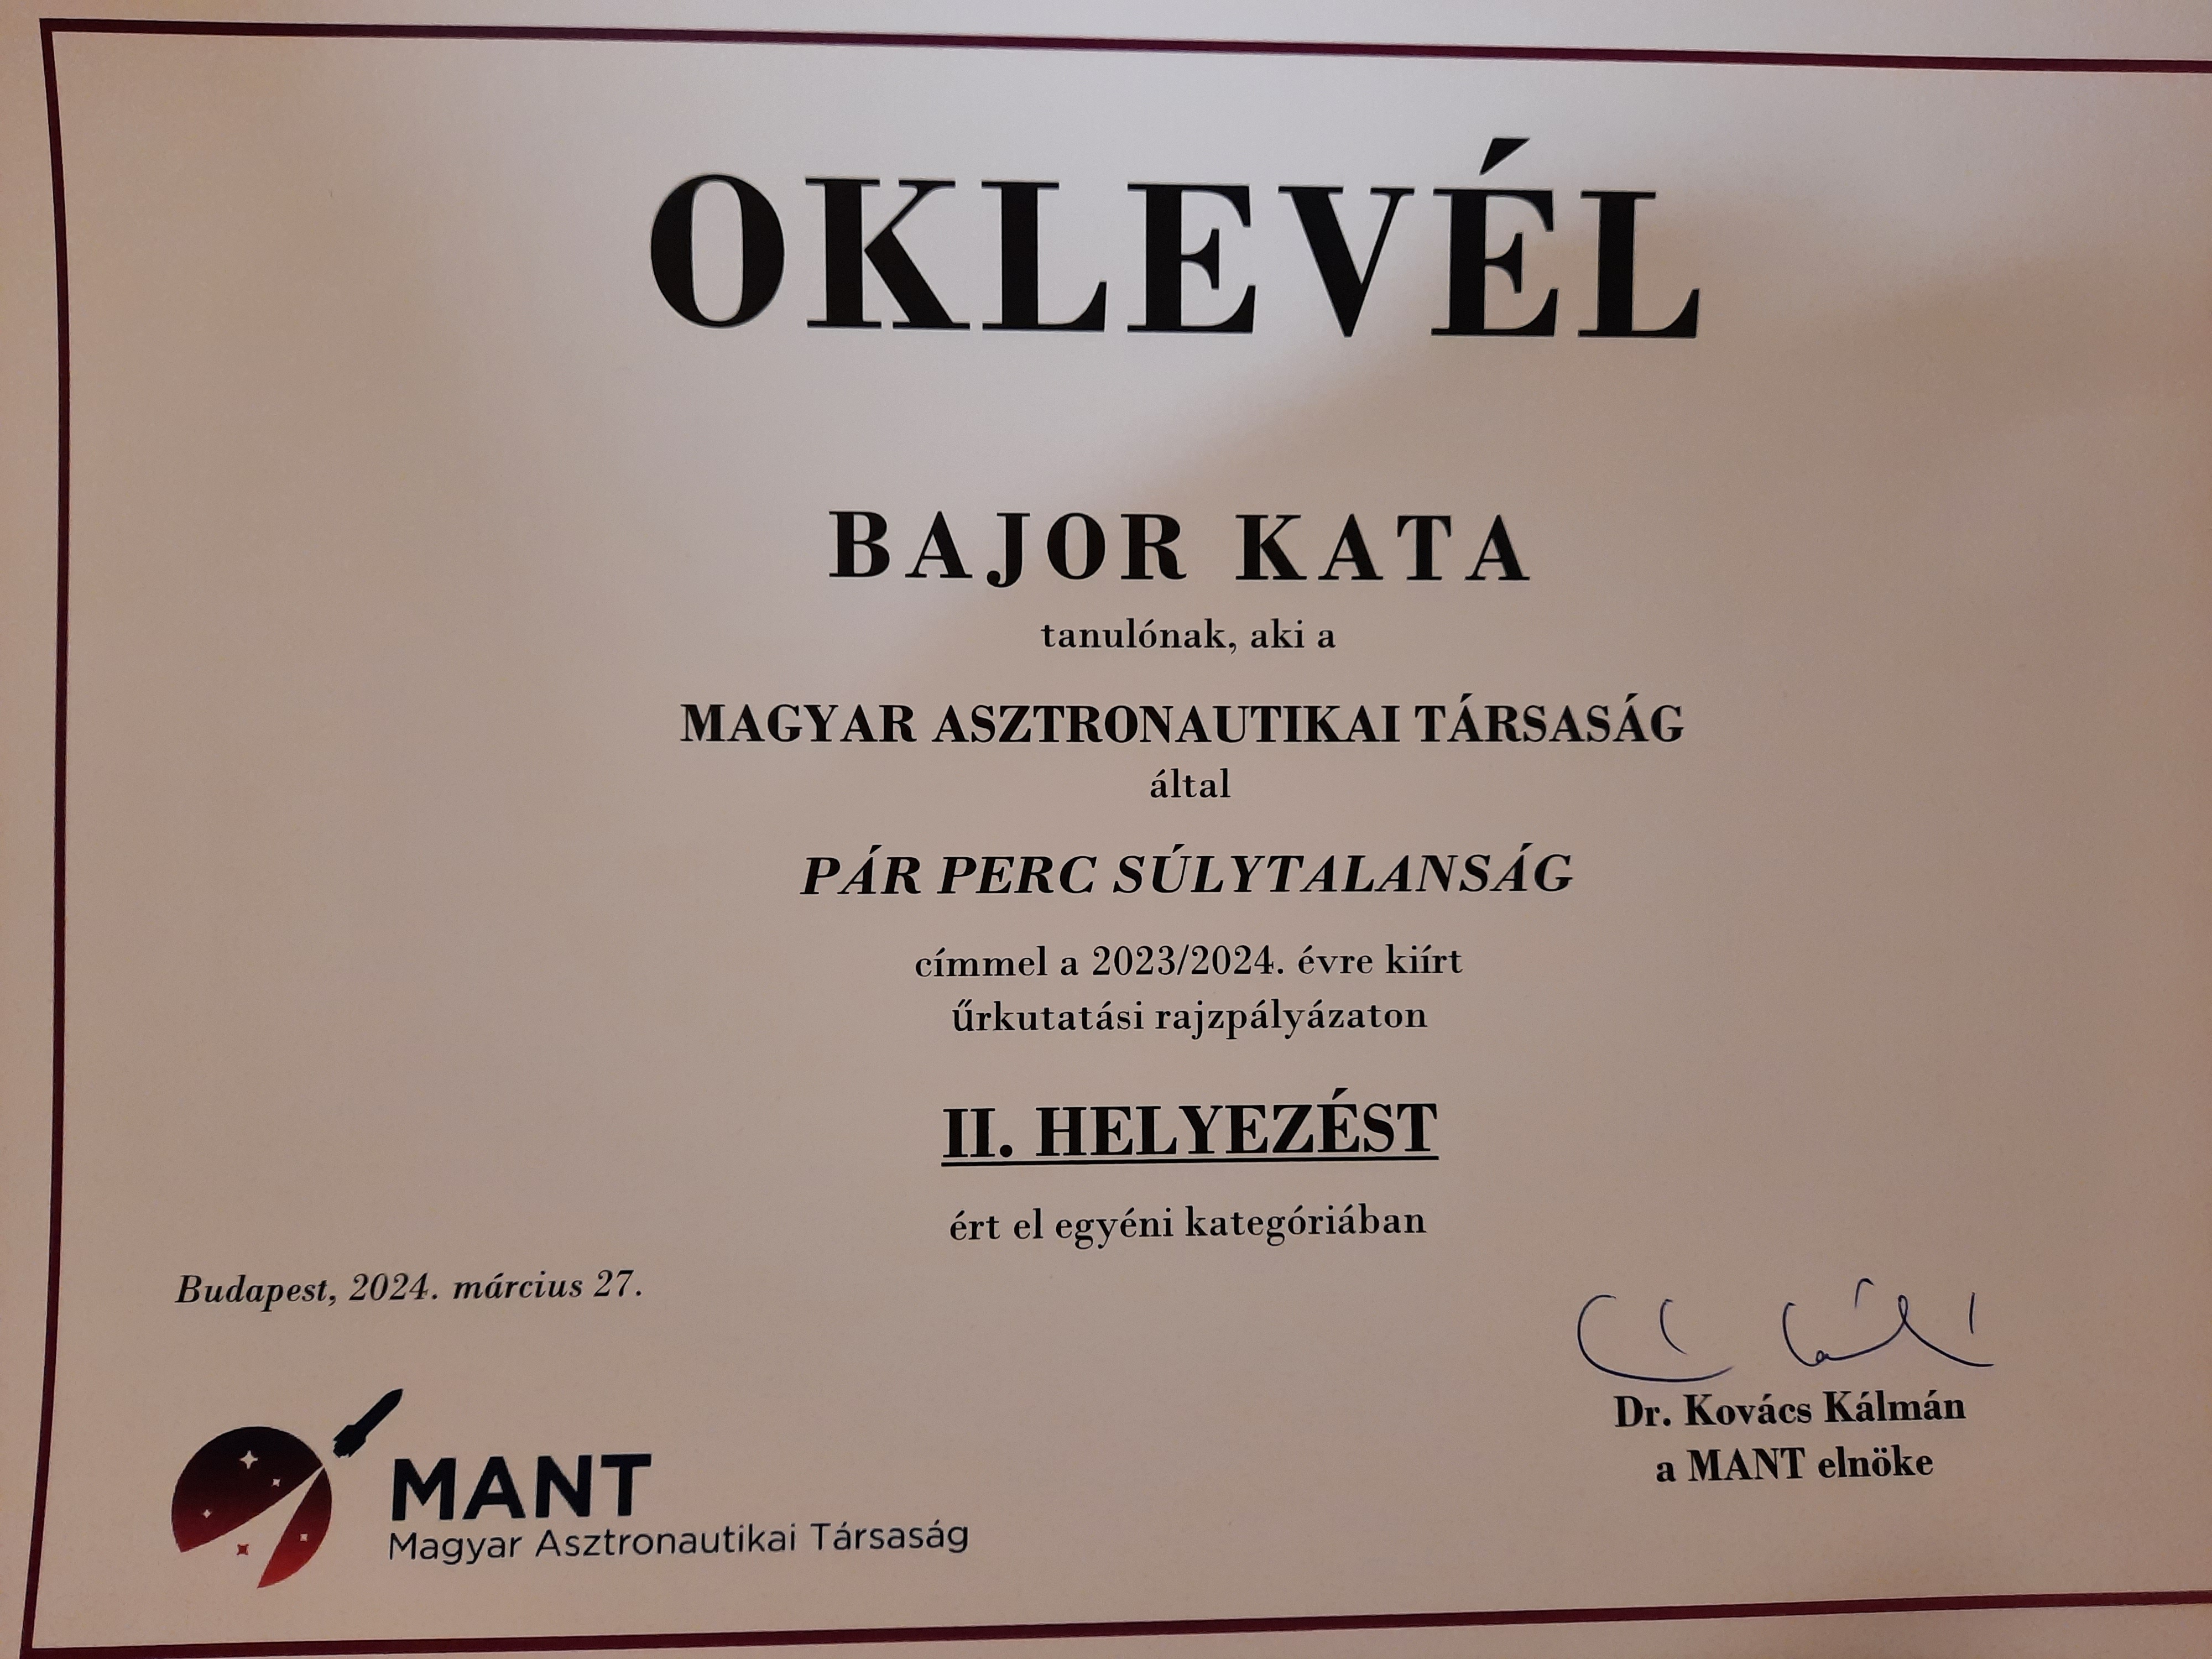 OKLEVÉL
BAJOR KATA
tanulónak, aki a
MAGYAR ASZTRONAUTIKAI TÁRSASÁG
által
PÁR PERC SÚLYTALANSÁG
címmel a 2023/2024. évre kiírt
űrkutatási rajzpályázaton
II. HELYEZÉST
ért el egyéni kategóriában
Budapest, 2024. március 27.
Dr. Kovács Kálmán
a MANT elnöke
MANT
Magyar Asztronautikai Társaság